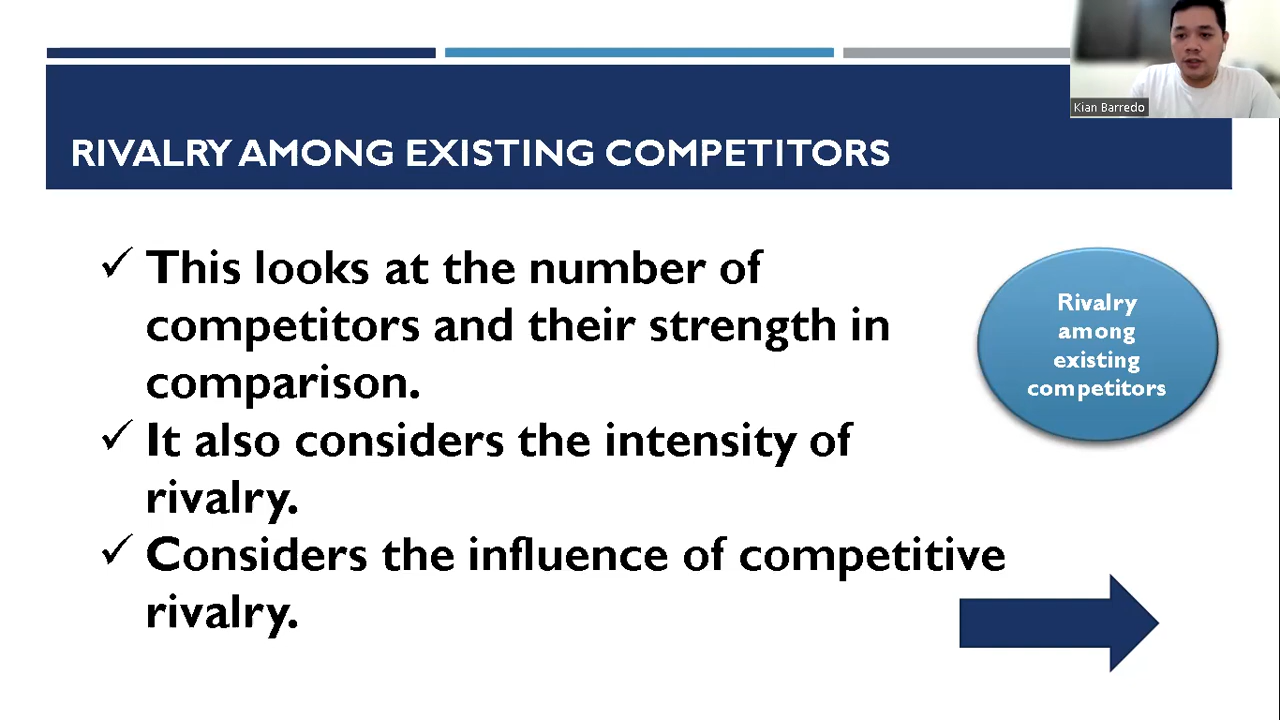 Kian Barredo
RIVALRY AMONG EXISTING COMPETITORS
✓ This looks at the number of
competitors and their strength in
comparison.
✓ It also considers the intensity of
rivalry.
✓ Considers the influence of competitive
rivalry.
Rivalry
among
existing
competitors